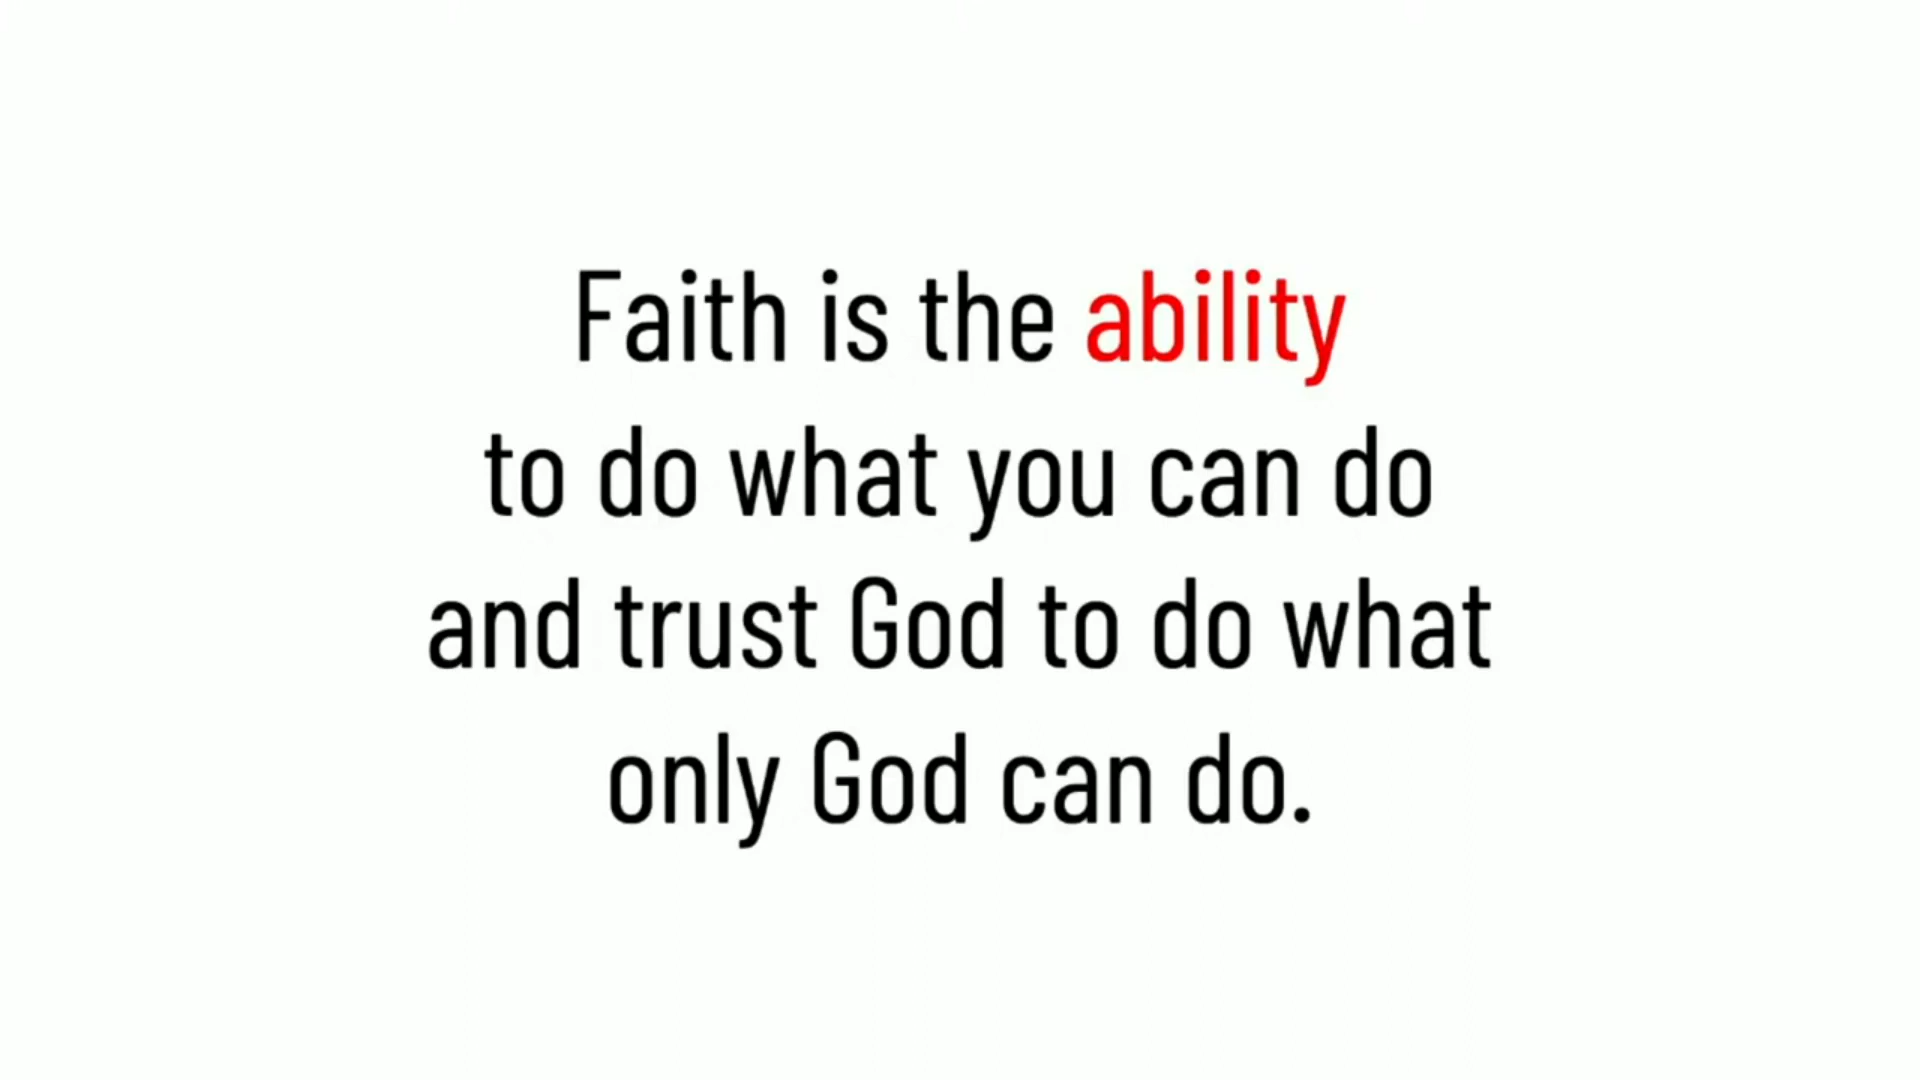 Faith is the ability
to do what you can do
and trust God to do what
only God can do.